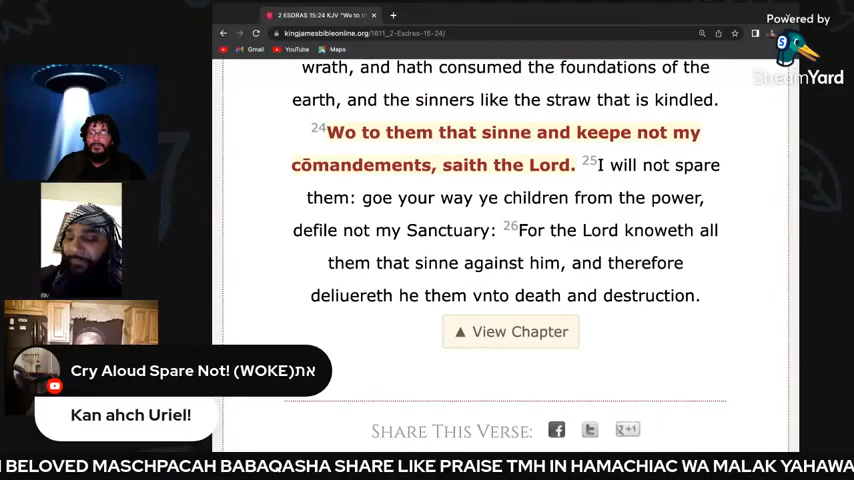 2 ESDRAS 15:24 KJV "Wo to th
kingjamesbibleonline.org/1611_2-Esdras-15-24/
Gmail
YouTube
Maps
Powered by
StreamYard
wrath, and hath consumed the foundations of the
earth, and the sinners like the straw that is kindled.
24Wo to them that sinne and keepe not my
cōmandements, saith the Lord. 25I will not spare
them: goe your way ye children from the power,
defile not my Sanctuary: 26For the Lord knoweth all
them that sinne against him, and therefore
deliuereth he them vnto death and destruction.
▲ View Chapter
SHARE THIS VERSE:
g+1
Cry Aloud Spare Not! (WOKE)את
Kan ahch Uriel!
BELOVED MASCHPACAH BABAQASHA SHARE LIKE PRAISE TMH IN HAMACHIAC WA MALAK YAHAWA